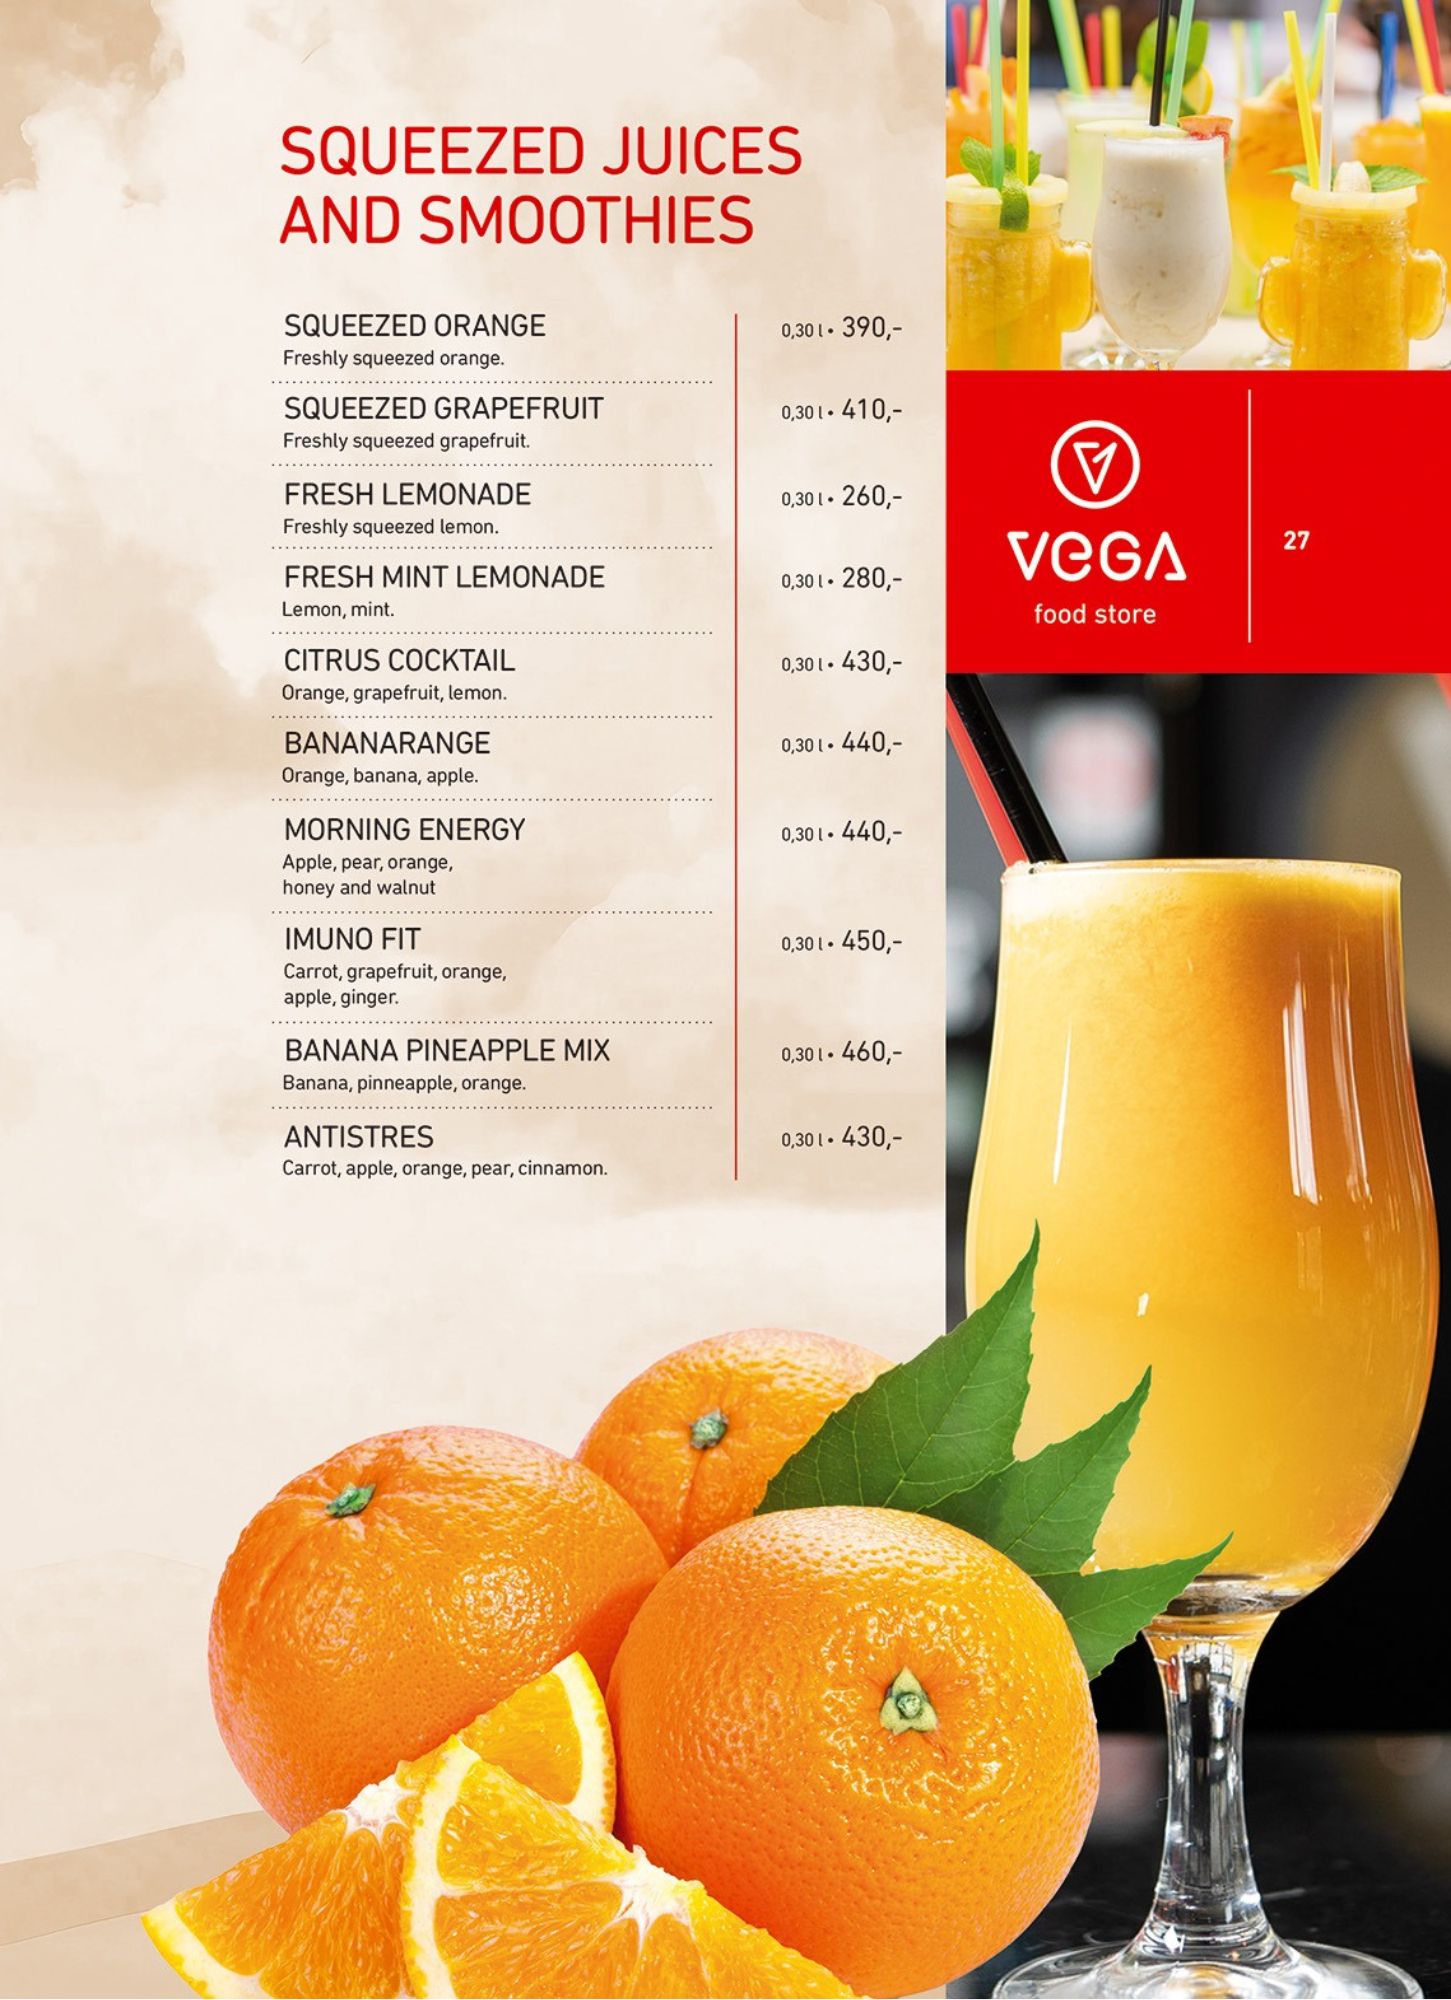 SQUEEZED JUICES
AND SMOOTHIES
SQUEEZED ORANGE
0,30 l • 390,-
Freshly squeezed orange.
SQUEEZED GRAPEFRUIT
0,30 l • 410,-
Freshly squeezed grapefruit.
FRESH LEMONADE
0,30 l • 260,-
Freshly squeezed lemon.
FRESH MINT LEMONADE
0,30 l • 280,-
Lemon, mint.
CITRUS COCKTAIL
0,30 l • 430,-
Orange, grapefruit, lemon.
BANANARANGE
0,30 l • 440,-
Orange, banana, apple.
MORNING ENERGY
0,30 l • 440,-
Apple, pear, orange,
honey and walnut
IMUNO FIT
0,30 l • 450,-
Carrot, grapefruit, orange,
apple, ginger.
BANANA PINEAPPLE MIX
0,30 l • 460,-
Banana, pinneapple, orange.
ANTISTRES
0,30 l • 430,-
Carrot, apple, orange, pear, cinnamon.
VeGA
food store
27